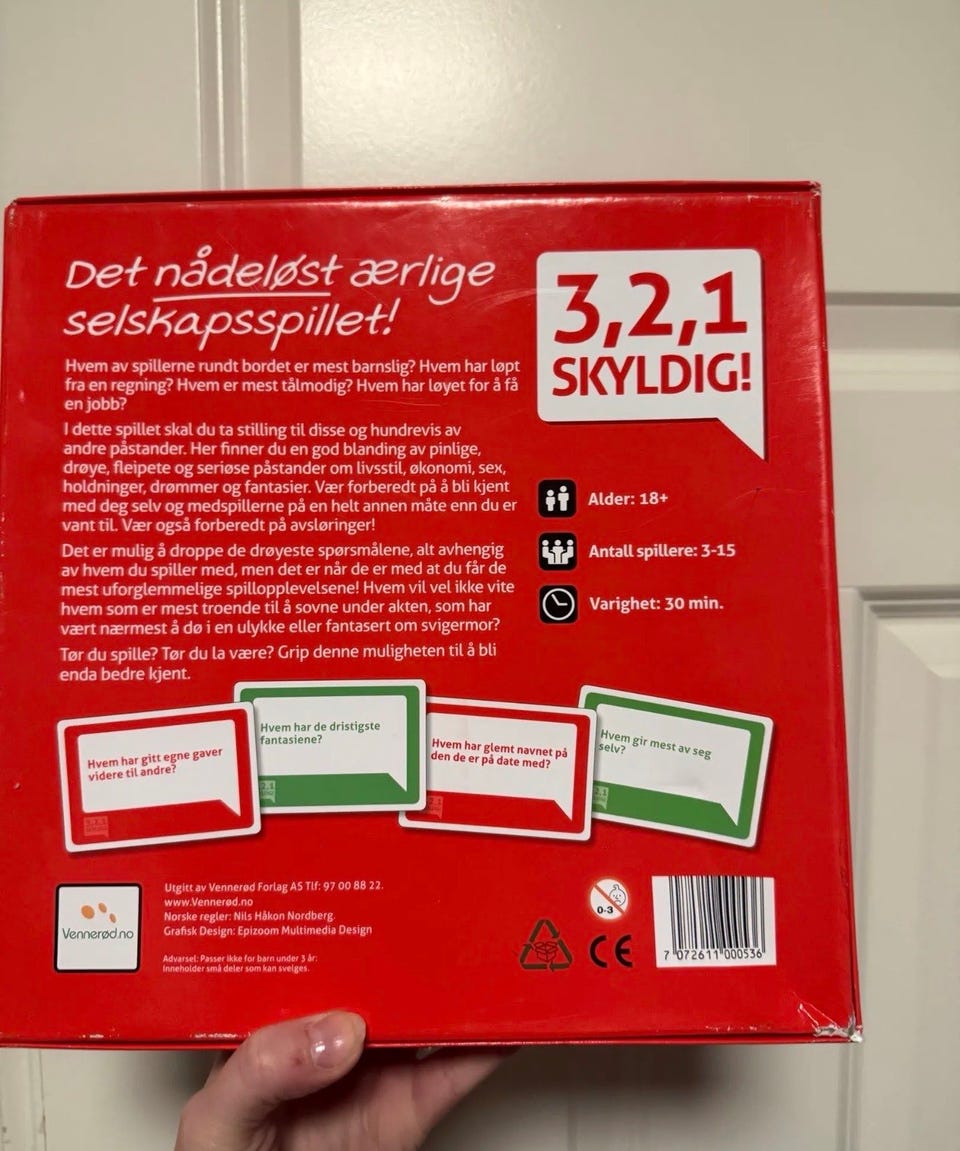 Det nådeløst ærlige
selskapsspillet!
3,2,1
SKYLDIG!
Hvem av spillerne rundt bordet er mest barnslig? Hvem har løpt
fra en regning? Hvem er mest tålmodig? Hvem har løyet for å få
en jobb?
I dette spillet skal du ta stilling til disse og hundrevis av
andre påstander. Her finner du en god blanding av pinlige,
drøye, fleipete og seriøse påstander om livsstil, økonomi, sex,
holdninger, drømmer og fantasier. Vær forberedt på å bli kjent
med deg selv og medspillerne på en helt annen måte enn du er
vant til. Vær også forberedt på avsløringer!
Det er mulig å droppe de drøyeste spørsmålene, alt avhengig
av hvem du spiller med, men det er når de er med at du får de
mest uforglemmelige spillopplevelsene! Hvem vil vel ikke vite
hvem som er mest troende til å sovne under akten, som har
vært nærmest å dø i en ulykke eller fantasert om svigermor?
Tør du spille? Tør du la være? Grip denne muligheten til å bli
enda bedre kjent.
Alder: 18+
Antall spillere: 3-15
Varighet: 30 min.
Hvem har gitt egne gaver
videre til andre?
Hvem har de dristigste
fantasiene?
Hvem har glemt navnet på
den de er på date med?
Hvem gir mest av seg
selv?
Vennerød.no
Utgitt av Vennerød Forlag AS Tlf: 97 00 88 22.
www.Vennerød.no
Norske regler: Nils Håkon Nordberg.
Grafisk Design: Epizoom Multimedia Design
Advarsel: Passer ikke for barn under 3 år:
Inneholder små deler som kan svelges.
0-3
CE
7 072611 000536